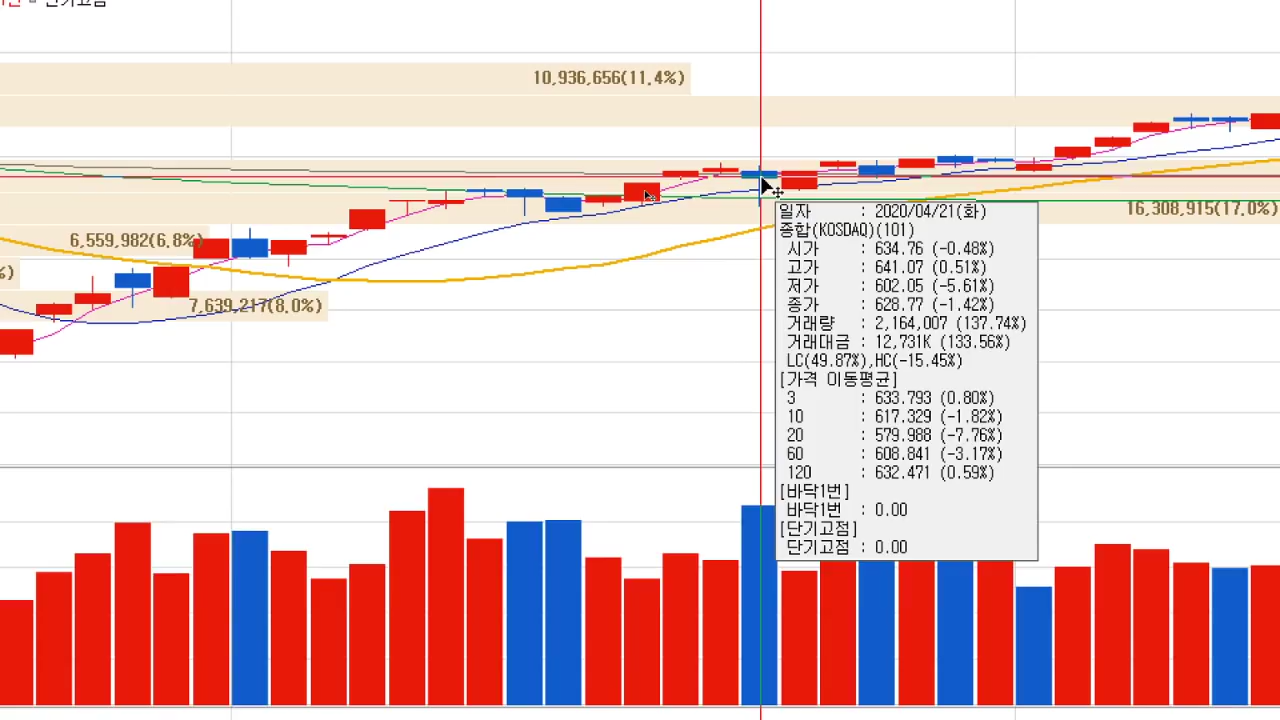 단기고점
10,936,656(11.4%)
16,308,915(17.0%)
6,559,982(6.8%)
%)
7,639,217(8.0%)
일자 : 2020/04/21(화)
종합(KOSDAQ)(101)
시가 : 634.76 (-0.48%)
고가 : 641.07 (0.51%)
저가 : 602.05 (-5.61%)
종가 : 628.77 (-1.42%)
거래량 : 2,164,007 (137.74%)
거래대금 : 12,731K (133.56%)
LC(49.87%),HC(-15.45%)
[가격 이동평균]
3 : 633.793 (0.80%)
10 : 617.329 (-1.82%)
20 : 579.988 (-7.76%)
60 : 608.841 (-3.17%)
120 : 632.471 (0.59%)
[바닥1번]
바닥1번 : 0.00
[단기고점]
단기고점 : 0.00